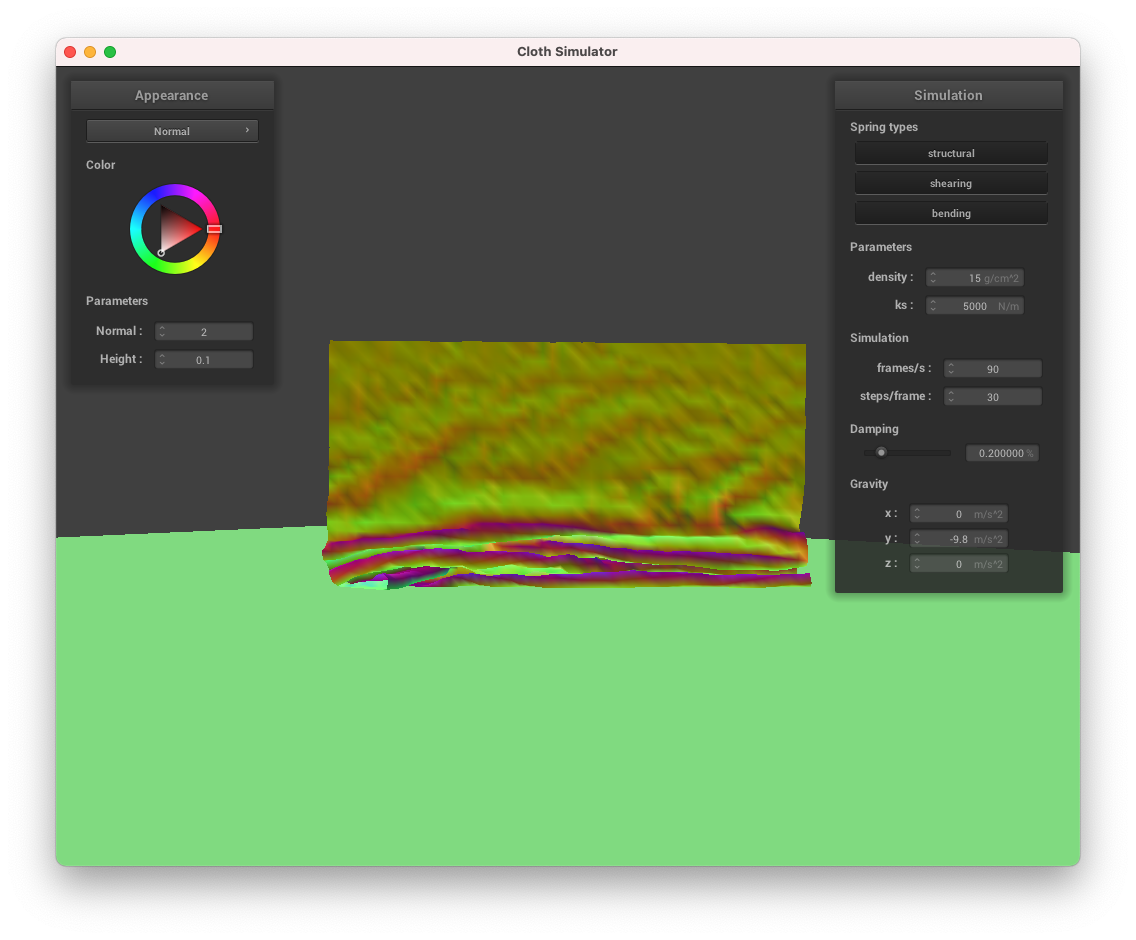 Cloth Simulator
Appearance
Normal
Color
Parameters
Normal : 2
Height : 0.1
Simulation
Spring types
structural
shearing
bending
Parameters
density : 15 g/cm^2
ks : 5000 N/m
Simulation
frames/s : 90
steps/frame : 30
Damping
0.200000 %
Gravity
x : 0 m/s^2
y : -9.8 m/s^2
z : 0 m/s^2